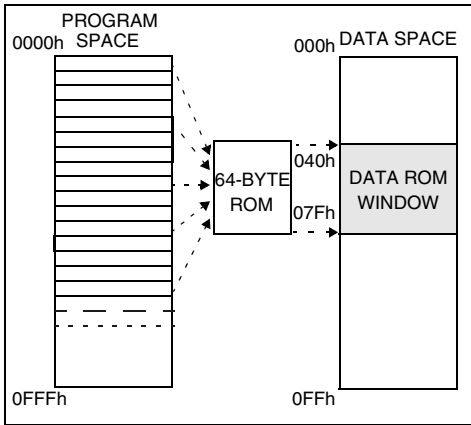 PROGRAM
SPACE
0000h
0FFFh
64-BYTE
ROM
000h
DATA SPACE
040h
07Fh
DATA ROM
WINDOW
0FFh